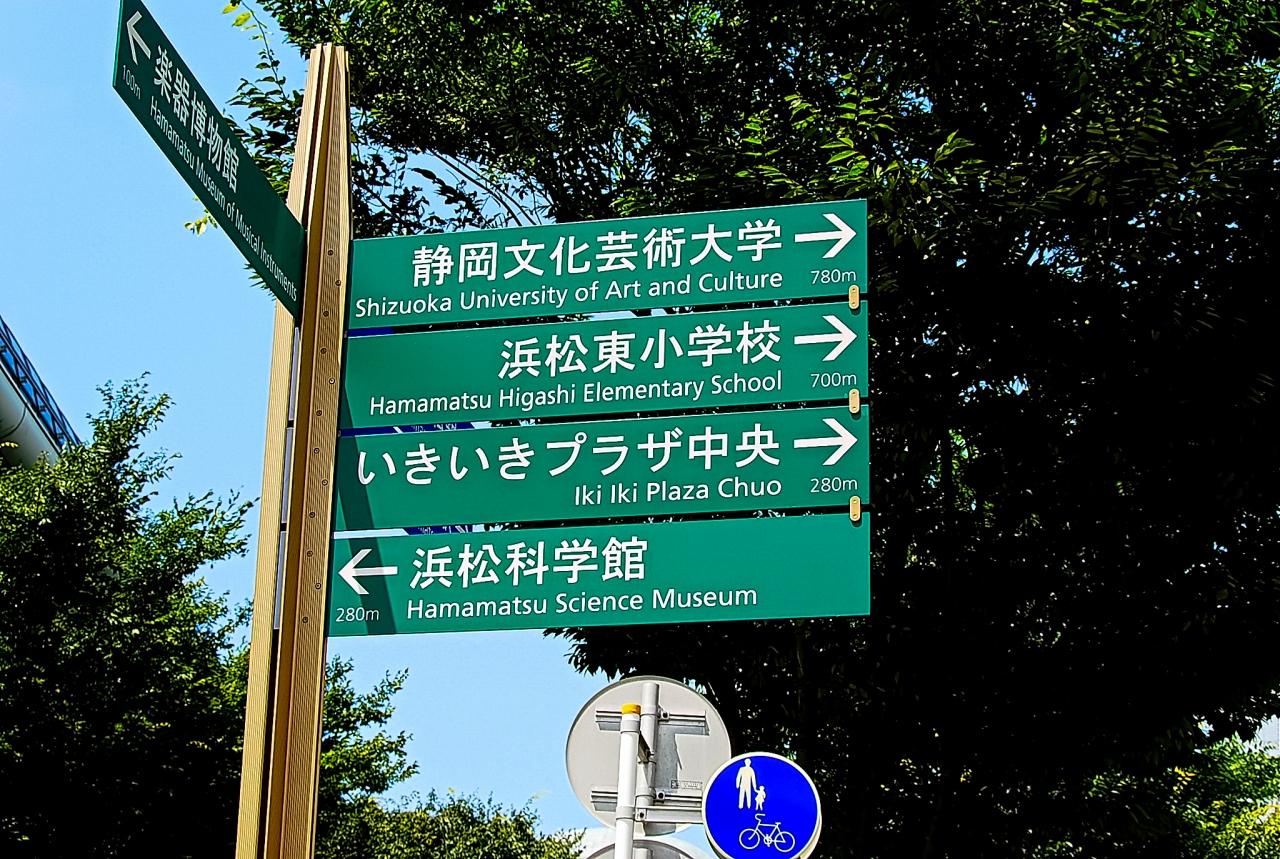 楽器博物館
100m
Hamamatsu Museum of Musical Instruments
静岡文化芸術大学
Shizuoka University of Art and Culture
780m
浜松東小学校
Hamamatsu Higashi Elementary School
700m
いきいきプラザ中央
Iki Iki Plaza Chuo
280m
浜松科学館
280m
Hamamatsu Science Museum